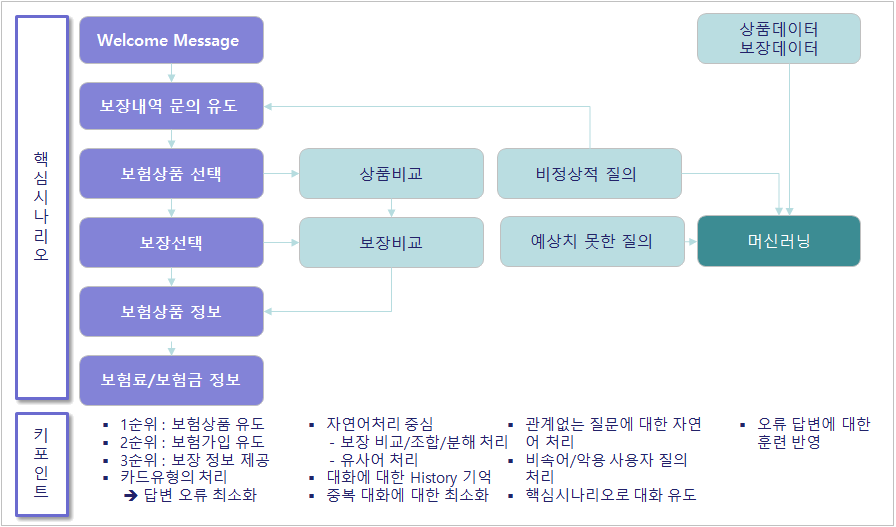 핵심시나리오
Welcome Message
보장내역 문의 유도
보험상품 선택
보장선택
보험상품 정보
보험료/보험금 정보
상품비교
보장비교
비정상적 질의
예상치 못한 질의
상품데이터
보장데이터
머신러닝
키포인트
▪ 1순위 : 보험상품 유도
▪ 2순위 : 보험가입 유도
▪ 3순위 : 보장 정보 제공
▪ 카드유형의 처리
➔ 답변 오류 최소화
▪ 자연어처리 중심
- 보장 비교/조합/분해 처리
- 유사어 처리
▪ 대화에 대한 History 기억
▪ 중복 대화에 대한 최소화
▪ 관계없는 질문에 대한 자연
어 처리
▪ 비속어/악용 사용자 질의
처리
▪ 핵심시나리오로 대화 유도
▪ 오류 답변에 대한
훈련 반영